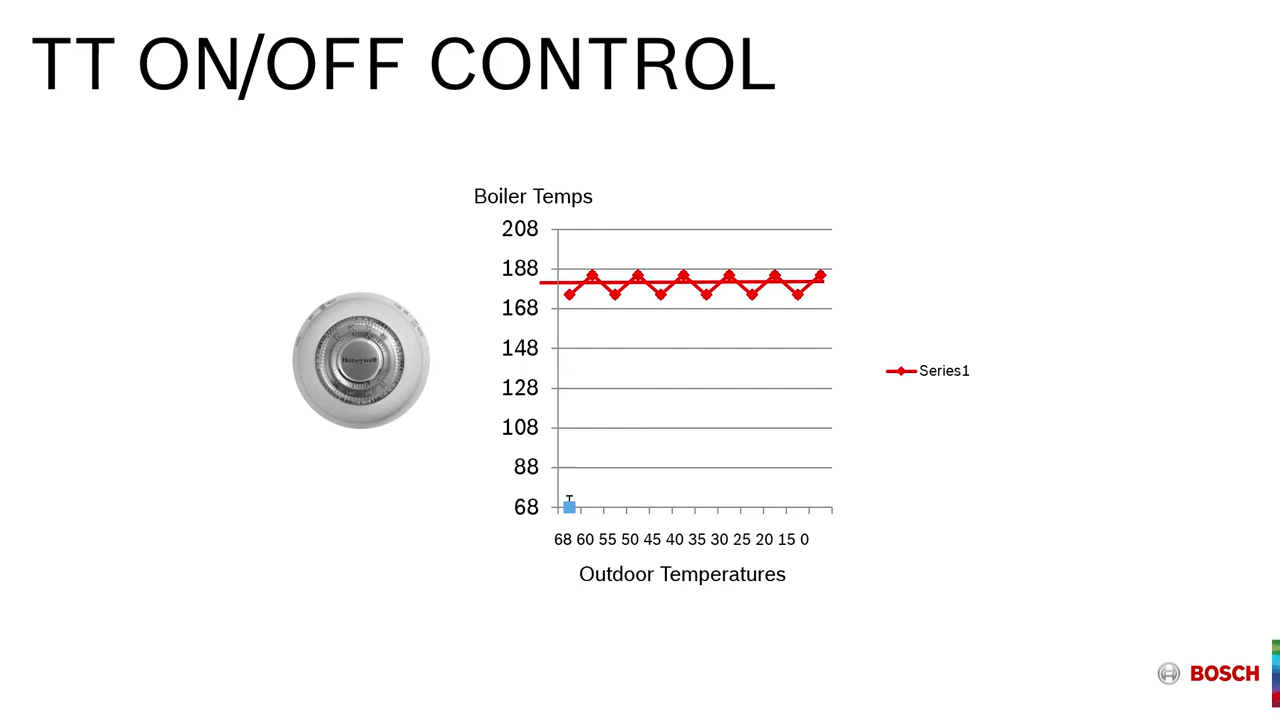 TT ON/OFF CONTROL
Boiler Temps
208
188
168
148
128
108
88
68
68 60 55 50 45 40 35 30 25 20 15 0
Outdoor Temperatures
Series1
Honeywell
BOSCH